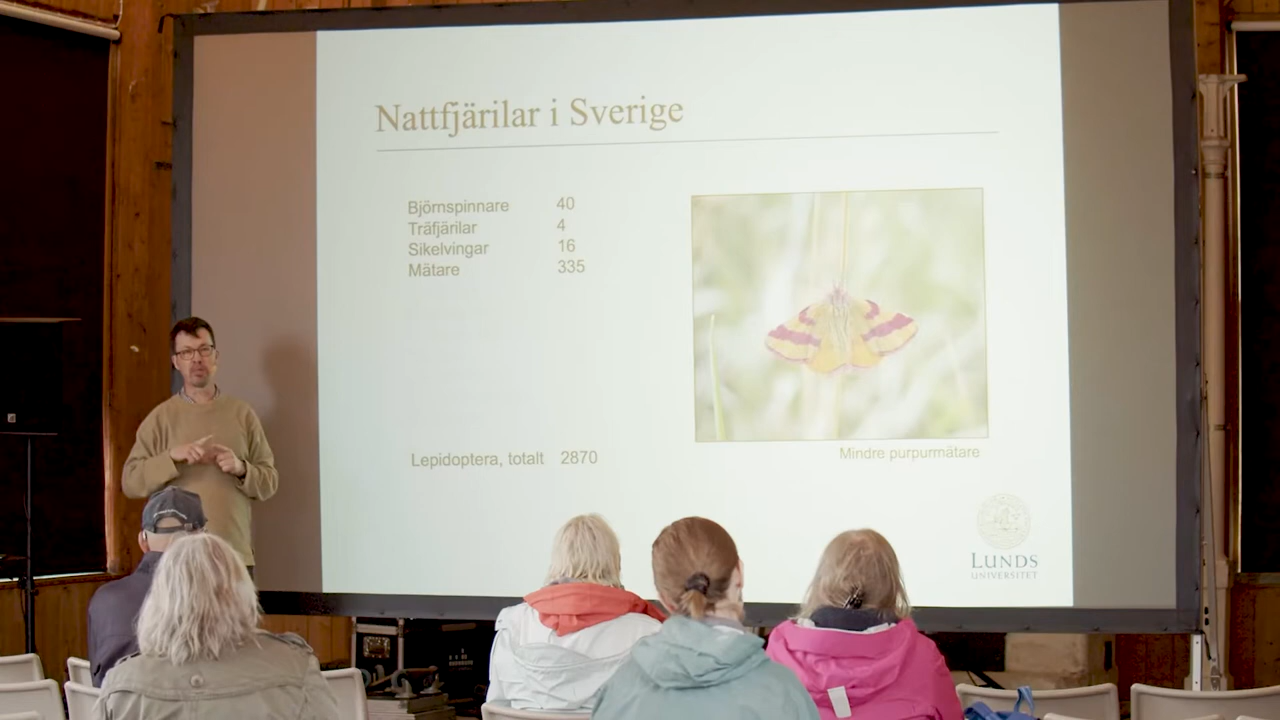 Nattfjärilar i Sverige
Björnspinnare 40
Träfjärilar 4
Sikelvingar 16
Mätare 335
Lepidoptera, totalt 2870
Mindre purpurmätare
LUNDS
UNIVERSITET